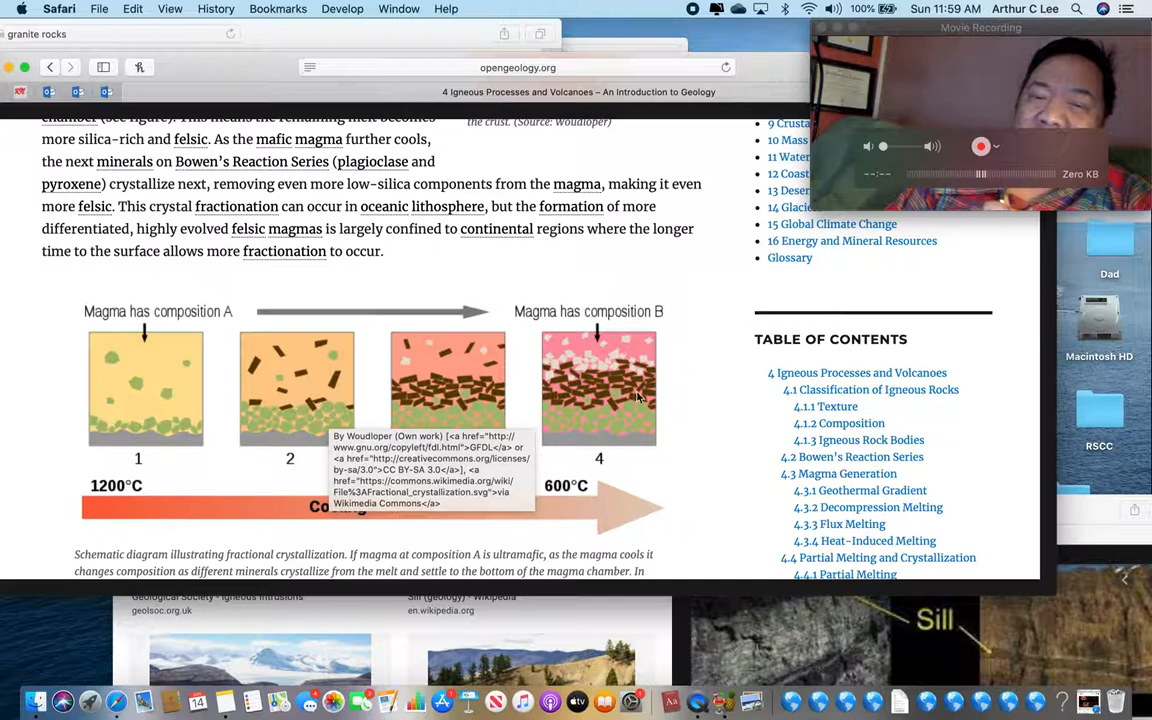 Safari File Edit View History Bookmarks Develop Window Help
100% Sun 11:59 AM Arthur C Lee
granite rocks
Movie Recording
opengeology.org
4 Igneous Processes and Volcanoes – An Introduction to Geology
--:-- Zero KB
more silica-rich and felsic. As the mafic magma further cools,
the next minerals on Bowen's Reaction Series (plagioclase and
pyroxene) crystallize next, removing even more low-silica components from the magma, making it even
more felsic. This crystal fractionation can occur in oceanic lithosphere, but the formation of more
differentiated, highly evolved felsic magmas is largely confined to continental regions where the longer
time to the surface allows more fractionation to occur.
the crust. (Source: Woudloper)
Magma has composition A
Magma has composition B
1
2
4
By Woudloper (Own work) [<a href="http://
www.gnu.org/copyleft/fdl.html">GFDL</a> or
<a href="http://creativecommons.org/licenses/
by-sa/3.0">CC BY-SA 3.0</a>], <a
href="https://commons.wikimedia.org/wiki/
File%3AFractional_crystallization.svg">via
Wikimedia Commons</a>
1200°C
600°C
Schematic diagram illustrating fractional crystallization. If magma at composition A is ultramafic, as the magma cools it
changes composition as different minerals crystallize from the melt and settle to the bottom of the magma chamber. In
9 Crusta
10 Mass
11 Water
12 Coast
13 Deser
14 Glacie
15 Global Climate Change
16 Energy and Mineral Resources
Glossary
TABLE OF CONTENTS
4 Igneous Processes and Volcanoes
4.1 Classification of Igneous Rocks
4.1.1 Texture
4.1.2 Composition
4.1.3 Igneous Rock Bodies
4.2 Bowen's Reaction Series
4.3 Magma Generation
4.3.1 Geothermal Gradient
4.3.2 Decompression Melting
4.3.3 Flux Melting
4.3.4 Heat-Induced Melting
4.4 Partial Melting and Crystallization
4.4.1 Partial Melting
Dad
Macintosh HD
RSCC
Geological Society - Igneous Intrusions
geolsoc.org.uk
Sill (geology) - Wikipedia
en.wikipedia.org
Sill
14